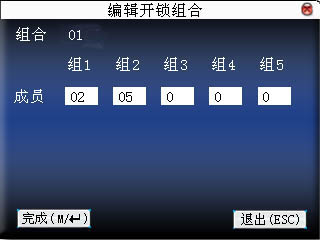 编辑开锁组合
组合 01
组1 组2 组3 组4 组5
成员 02 05 0 0 0
完成(M/↵) 退出(ESC)